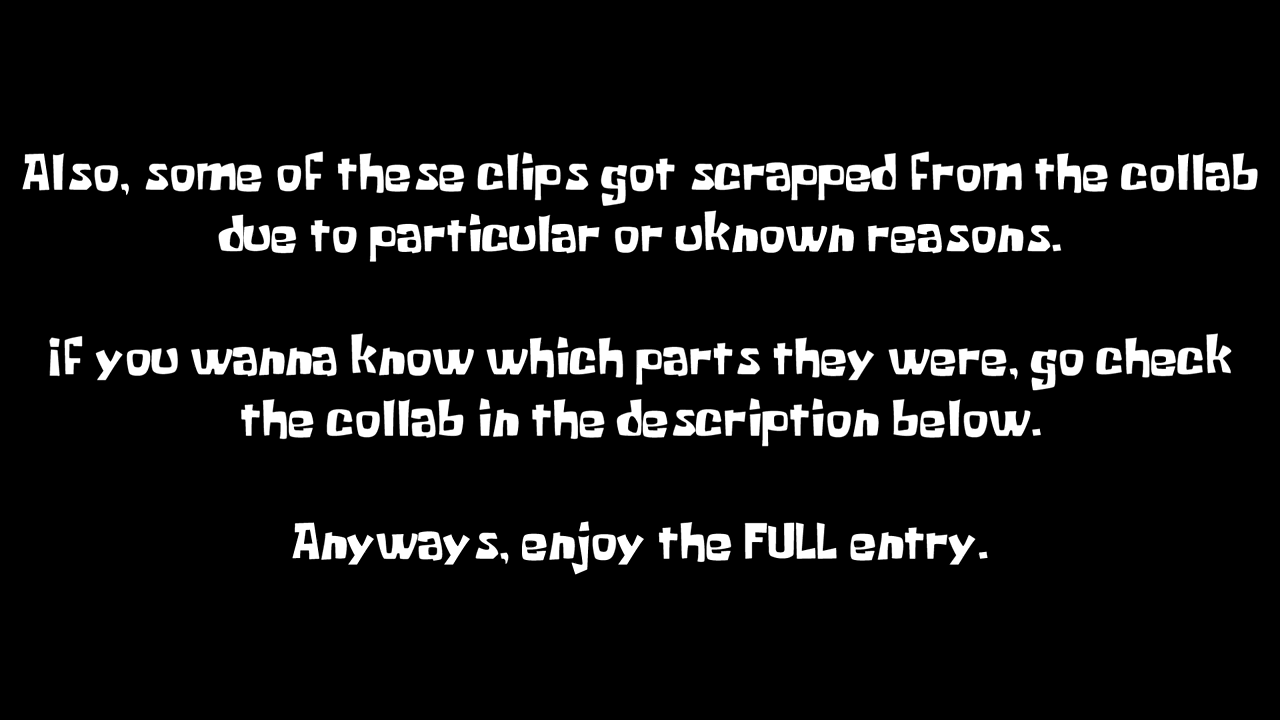 Also, some of these clips got scrapped from the collab
due to particular or uknown reasons.
if you wanna know which parts they were, go check
the collab in the description below.
Anyways, enjoy the FULL entry.